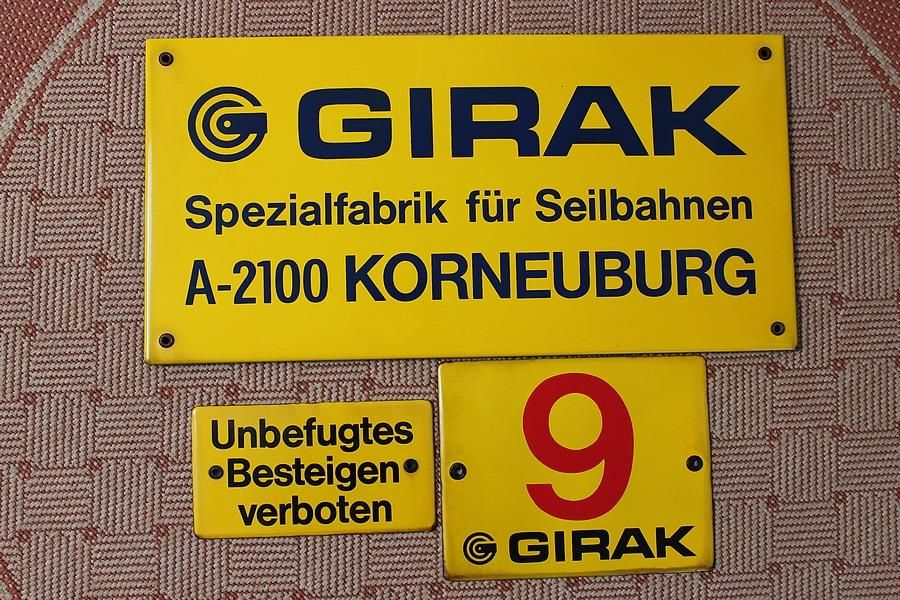 GIRAK
Spezialfabrik für Seilbahnen
A-2100 KORNEUBURG
Unbefugtes
Besteigen
verboten
9
GIRAK